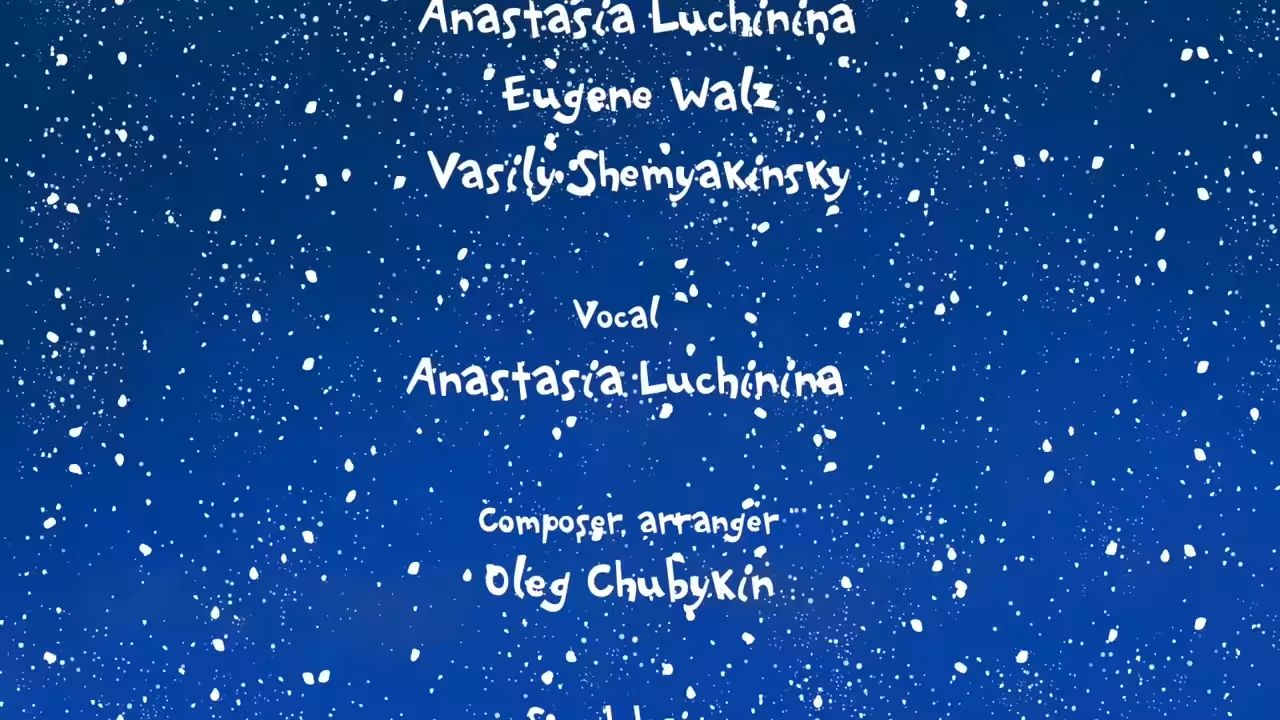 Anastasia Luchinina
Eugene Walz
Vasily Shemyakinsky
Vocal
Anastasia Luchinina
Composer, arranger
Oleg Chubykin